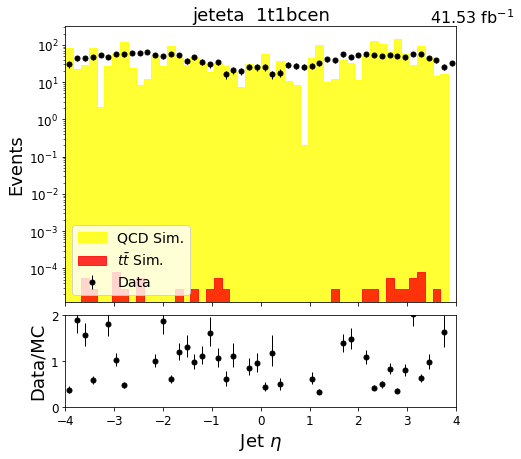 jeteta 1t1bcen
41.53 fb⁻¹
Events
10²
10¹
10⁰
10⁻¹
10⁻²
10⁻³
10⁻⁴
QCD Sim.
tt̄ Sim.
Data
Data/MC
2
1
0
−4 −3 −2 −1 0 1 2 3 4
Jet η